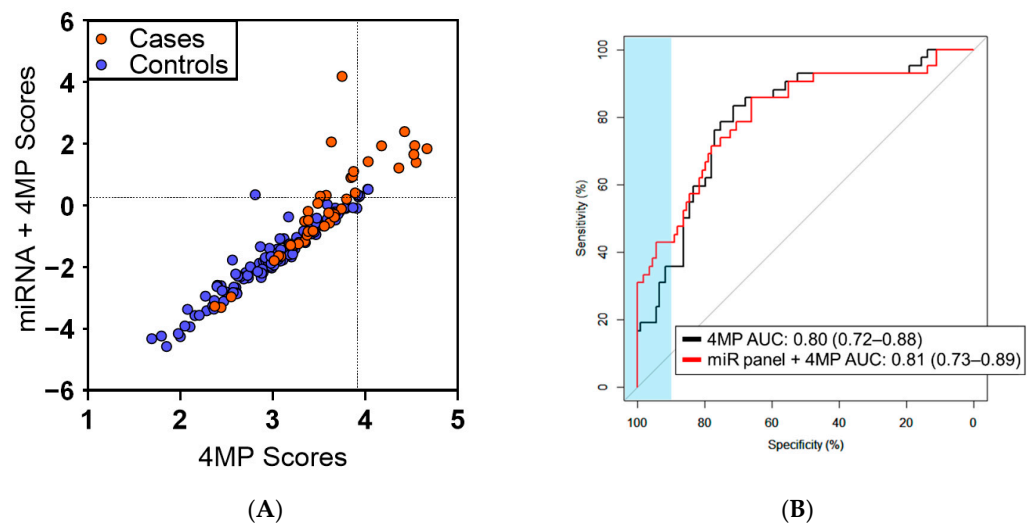 Cases
Controls
6
4
2
0
−2
−4
−6
miRNA + 4MP Scores
1 2 3 4 5
4MP Scores
(A)
100
80
60
40
20
0
Sensitivity (%)
4MP AUC: 0.80 (0.72–0.88)
miR panel + 4MP AUC: 0.81 (0.73–0.89)
100 80 60 40 20 0
Specificity (%)
(B)